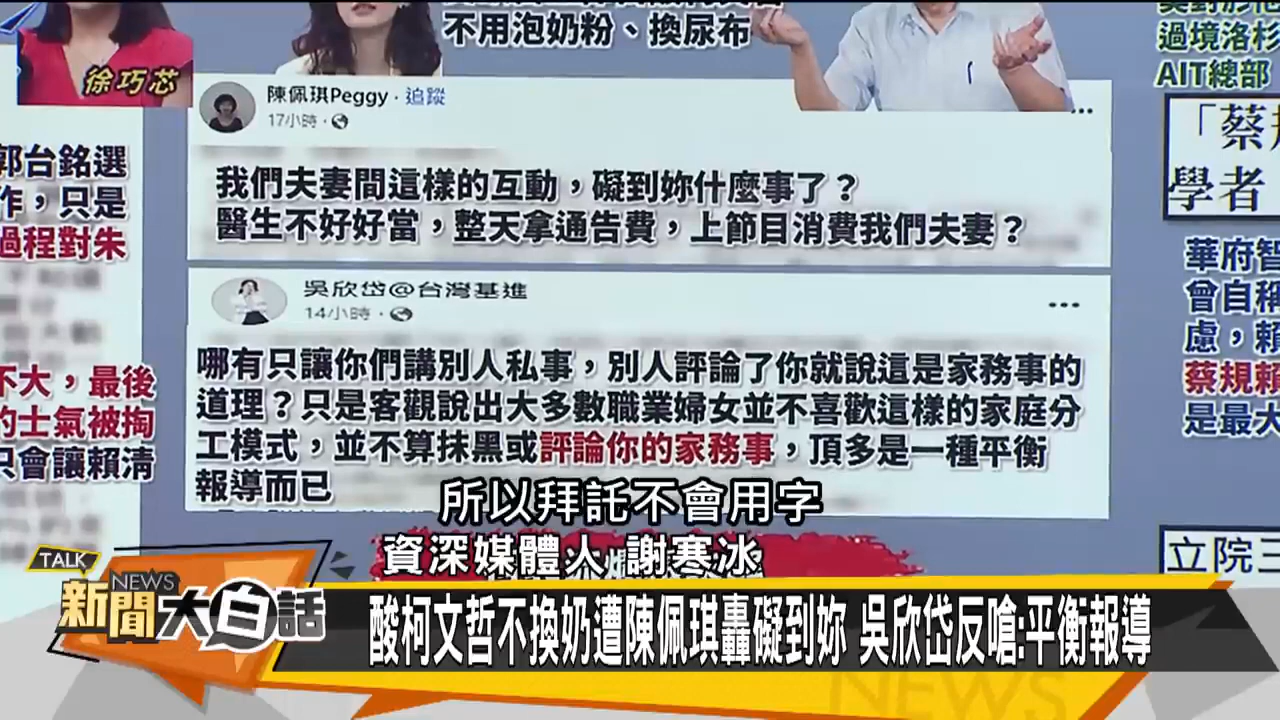 不用泡奶粉、換尿布
過境洛杉
AIT總部
徐巧芯
陳佩琪Peggy · 追蹤
17小時 ·
我們夫妻間這樣的互動，礙到妳什麼事了？
醫生不好好當，整天拿通告費，上節目消費我們夫妻？
吳欣岱@台灣基進
14小時 ·
哪有只讓你們講別人私事，別人評論了你就說這是家務事的
道理？只是客觀說出大多數職業婦女並不喜歡這樣的家庭分
工模式，並不算抹黑或評論你的家務事，頂多是一種平衡
報導而已
郭台銘選
作，只是
過程對朱
不大，最後
的士氣被掏
只會讓賴清
「蔡規
學者
華府智
曾自稱
慮，賴
蔡規賴
是最大
立院三
所以拜託不會用字
資深媒體人 謝寒冰
TALK
NEWS
新聞大白話
酸柯文哲不換奶遭陳佩琪轟礙到妳 吳欣岱反嗆:平衡報導
NEWS